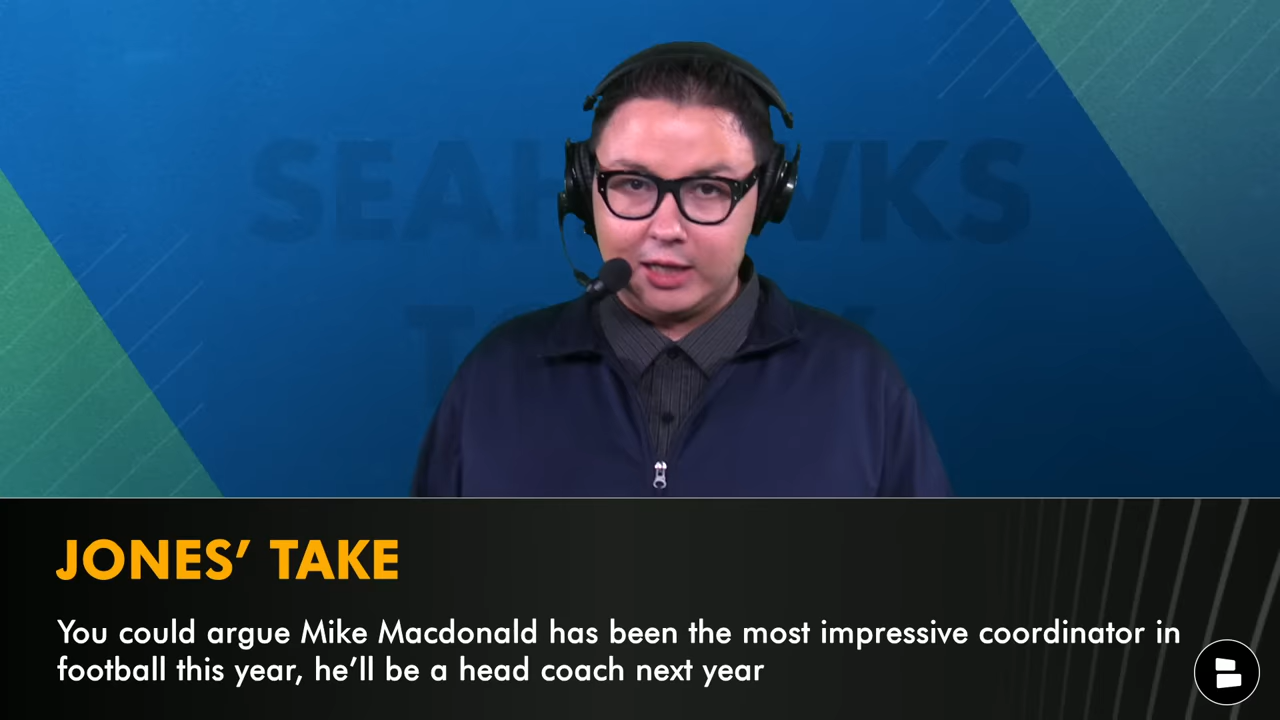 SEAHAWKS
JONES’ TAKE
You could argue Mike Macdonald has been the most impressive coordinator in
football this year, he’ll be a head coach next year